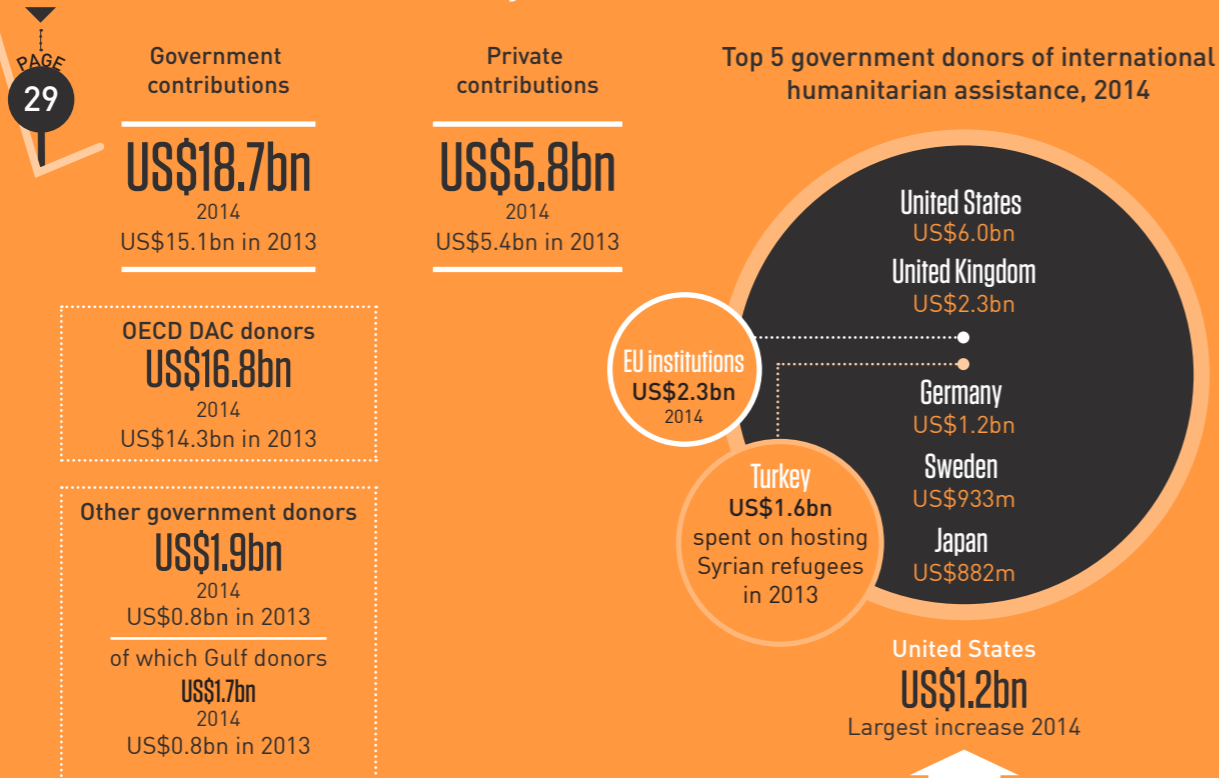 PAGE
29
Government
contributions
US$18.7bn
2014
US$15.1bn in 2013
Private
contributions
US$5.8bn
2014
US$5.4bn in 2013
OECD DAC donors
US$16.8bn
2014
US$14.3bn in 2013
Other government donors
US$1.9bn
2014
US$0.8bn in 2013
of which Gulf donors
US$1.7bn
2014
US$0.8bn in 2013
Top 5 government donors of international
humanitarian assistance, 2014
United States
US$6.0bn
United Kingdom
US$2.3bn
EU institutions
US$2.3bn
2014
Turkey
US$1.6bn
spent on hosting
Syrian refugees
in 2013
Germany
US$1.2bn
Sweden
US$933m
Japan
US$882m
United States
US$1.2bn
Largest increase 2014